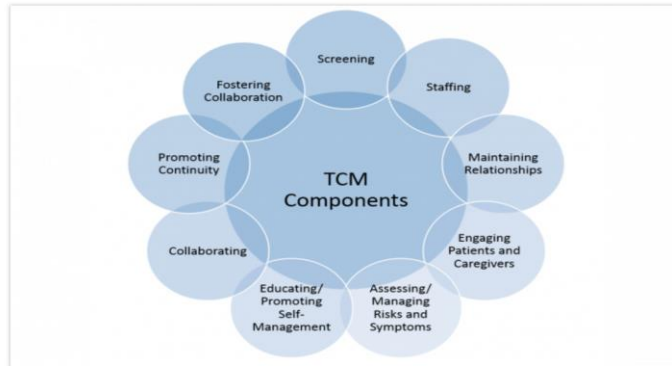 Screening
Staffing
Maintaining
Relationships
Engaging
Patients and
Caregivers
Assessing/
Managing
Risks and
Symptoms
Educating/
Promoting
Self-
Management
Collaborating
Promoting
Continuity
Fostering
Collaboration
TCM
Components